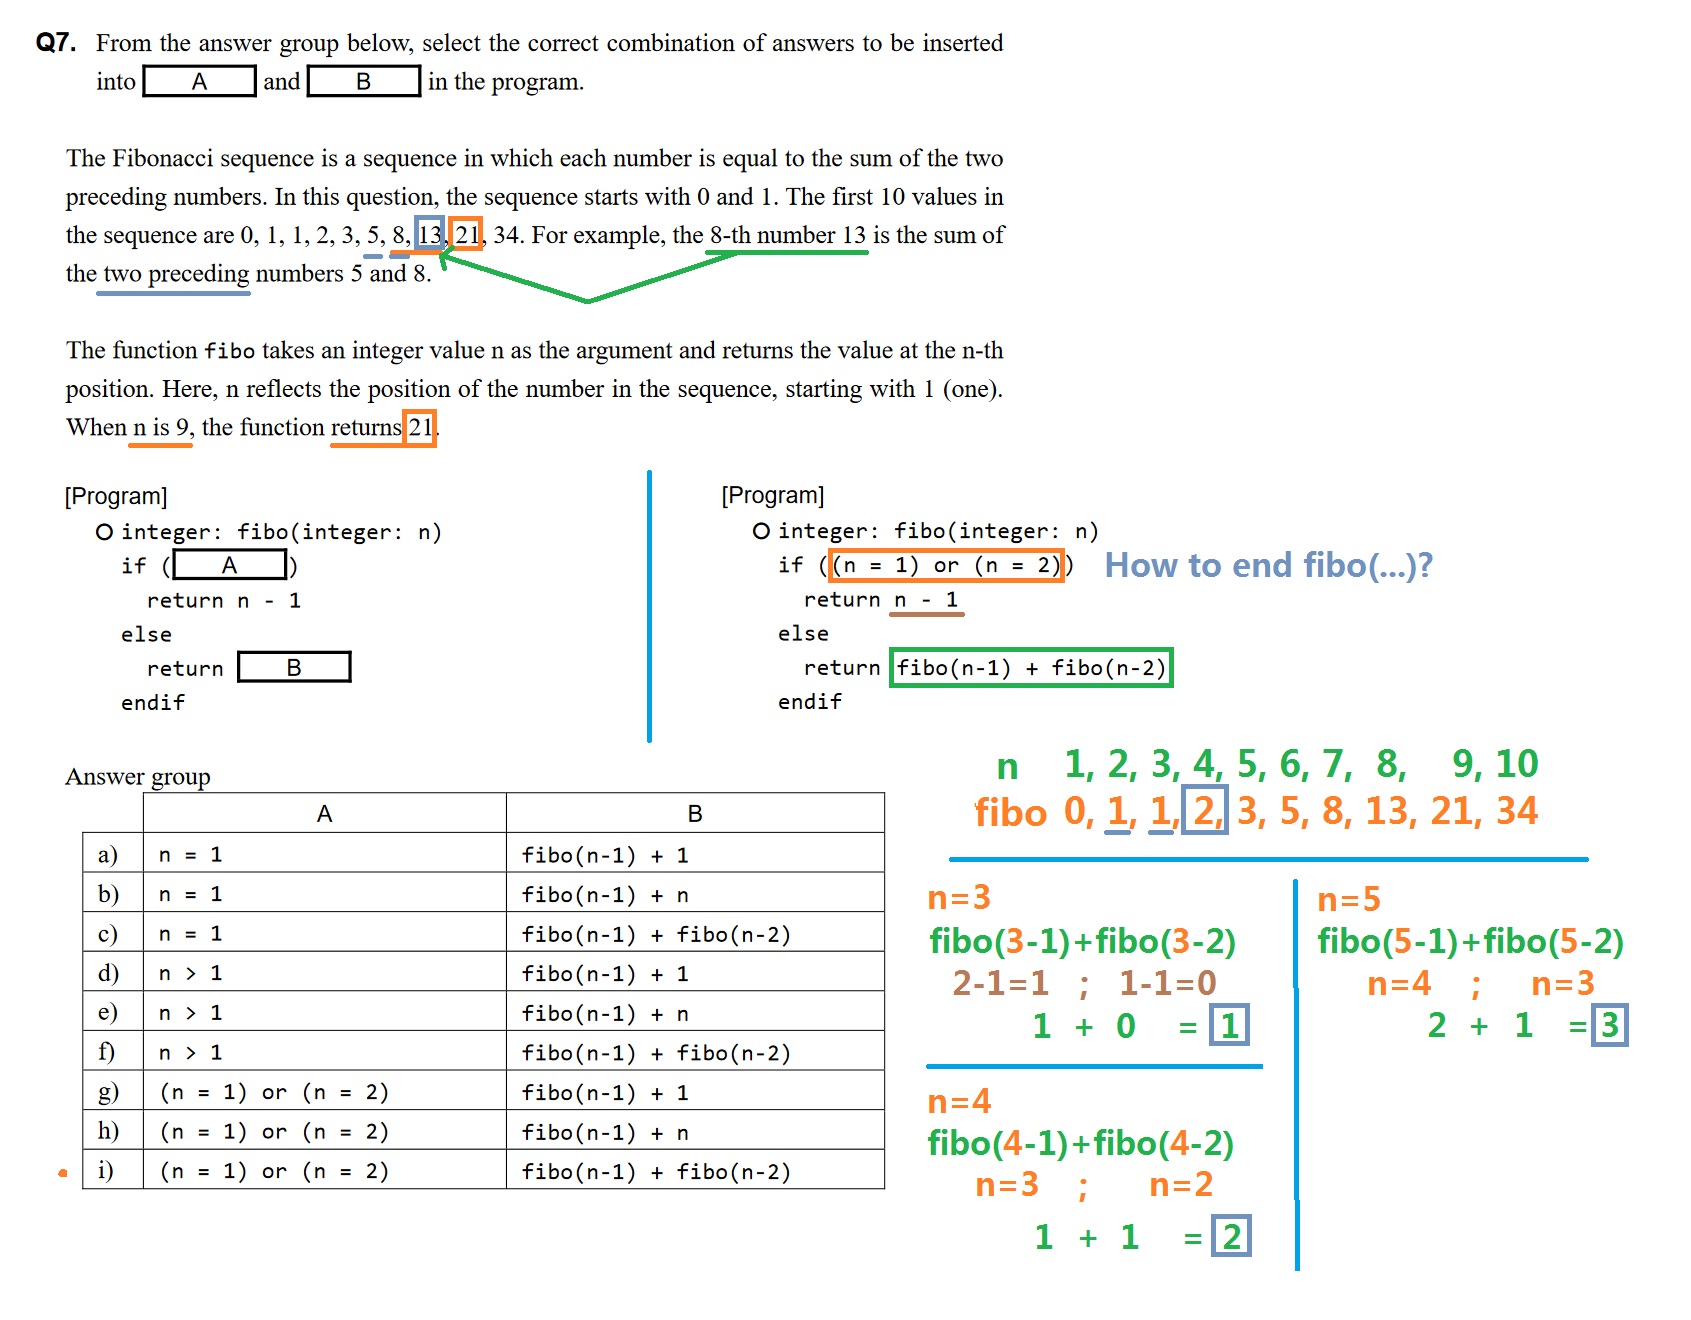 Q7. From the answer group below, select the correct combination of answers to be inserted
into A and B in the program.
The Fibonacci sequence is a sequence in which each number is equal to the sum of the two
preceding numbers. In this question, the sequence starts with 0 and 1. The first 10 values in
the sequence are 0, 1, 1, 2, 3, 5, 8, 13, 21, 34. For example, the 8-th number 13 is the sum of
the two preceding numbers 5 and 8.
The function fibo takes an integer value n as the argument and returns the value at the n-th
position. Here, n reflects the position of the number in the sequence, starting with 1 (one).
When n is 9, the function returns 21.
[Program]
○ integer: fibo(integer: n)
if ( A )
return n - 1
else
return B
endif
[Program]
○ integer: fibo(integer: n)
if ((n = 1) or (n = 2)) How to end fibo(...)?
return n - 1
else
return fibo(n-1) + fibo(n-2)
endif
Answer group
A B
a) n = 1 fibo(n-1) + 1
b) n = 1 fibo(n-1) + n
c) n = 1 fibo(n-1) + fibo(n-2)
d) n > 1 fibo(n-1) + 1
e) n > 1 fibo(n-1) + n
f) n > 1 fibo(n-1) + fibo(n-2)
g) (n = 1) or (n = 2) fibo(n-1) + 1
h) (n = 1) or (n = 2) fibo(n-1) + n
i) (n = 1) or (n = 2) fibo(n-1) + fibo(n-2)
n 1, 2, 3, 4, 5, 6, 7, 8, 9, 10
fibo 0, 1, 1, 2, 3, 5, 8, 13, 21, 34
n=3
fibo(3-1)+fibo(3-2)
2-1=1 ; 1-1=0
1 + 0 = 1
n=4
fibo(4-1)+fibo(4-2)
n=3 ; n=2
1 + 1 = 2
n=5
fibo(5-1)+fibo(5-2)
n=4 ; n=3
2 + 1 = 3